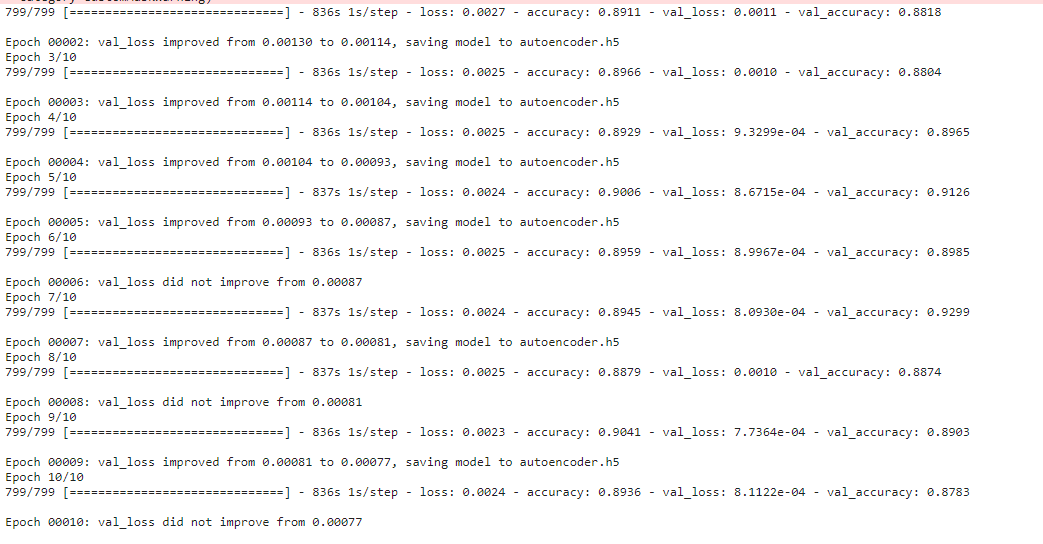 799/799 [==============================] - 836s 1s/step - loss: 0.0027 - accuracy: 0.8911 - val_loss: 0.0011 - val_accuracy: 0.8818
Epoch 00002: val_loss improved from 0.00130 to 0.00114, saving model to autoencoder.h5
Epoch 3/10
799/799 [==============================] - 836s 1s/step - loss: 0.0025 - accuracy: 0.8966 - val_loss: 0.0010 - val_accuracy: 0.8804
Epoch 00003: val_loss improved from 0.00114 to 0.00104, saving model to autoencoder.h5
Epoch 4/10
799/799 [==============================] - 836s 1s/step - loss: 0.0025 - accuracy: 0.8929 - val_loss: 9.3299e-04 - val_accuracy: 0.8965
Epoch 00004: val_loss improved from 0.00104 to 0.00093, saving model to autoencoder.h5
Epoch 5/10
799/799 [==============================] - 837s 1s/step - loss: 0.0024 - accuracy: 0.9006 - val_loss: 8.6715e-04 - val_accuracy: 0.9126
Epoch 00005: val_loss improved from 0.00093 to 0.00087, saving model to autoencoder.h5
Epoch 6/10
799/799 [==============================] - 836s 1s/step - loss: 0.0025 - accuracy: 0.8959 - val_loss: 8.9967e-04 - val_accuracy: 0.8985
Epoch 00006: val_loss did not improve from 0.00087
Epoch 7/10
799/799 [==============================] - 837s 1s/step - loss: 0.0024 - accuracy: 0.8945 - val_loss: 8.0930e-04 - val_accuracy: 0.9299
Epoch 00007: val_loss improved from 0.00087 to 0.00081, saving model to autoencoder.h5
Epoch 8/10
799/799 [==============================] - 837s 1s/step - loss: 0.0025 - accuracy: 0.8879 - val_loss: 0.0010 - val_accuracy: 0.8874
Epoch 00008: val_loss did not improve from 0.00081
Epoch 9/10
799/799 [==============================] - 836s 1s/step - loss: 0.0023 - accuracy: 0.9041 - val_loss: 7.7364e-04 - val_accuracy: 0.8903
Epoch 00009: val_loss improved from 0.00081 to 0.00077, saving model to autoencoder.h5
Epoch 10/10
799/799 [==============================] - 836s 1s/step - loss: 0.0024 - accuracy: 0.8936 - val_loss: 8.1122e-04 - val_accuracy: 0.8783
Epoch 00010: val_loss did not improve from 0.00077